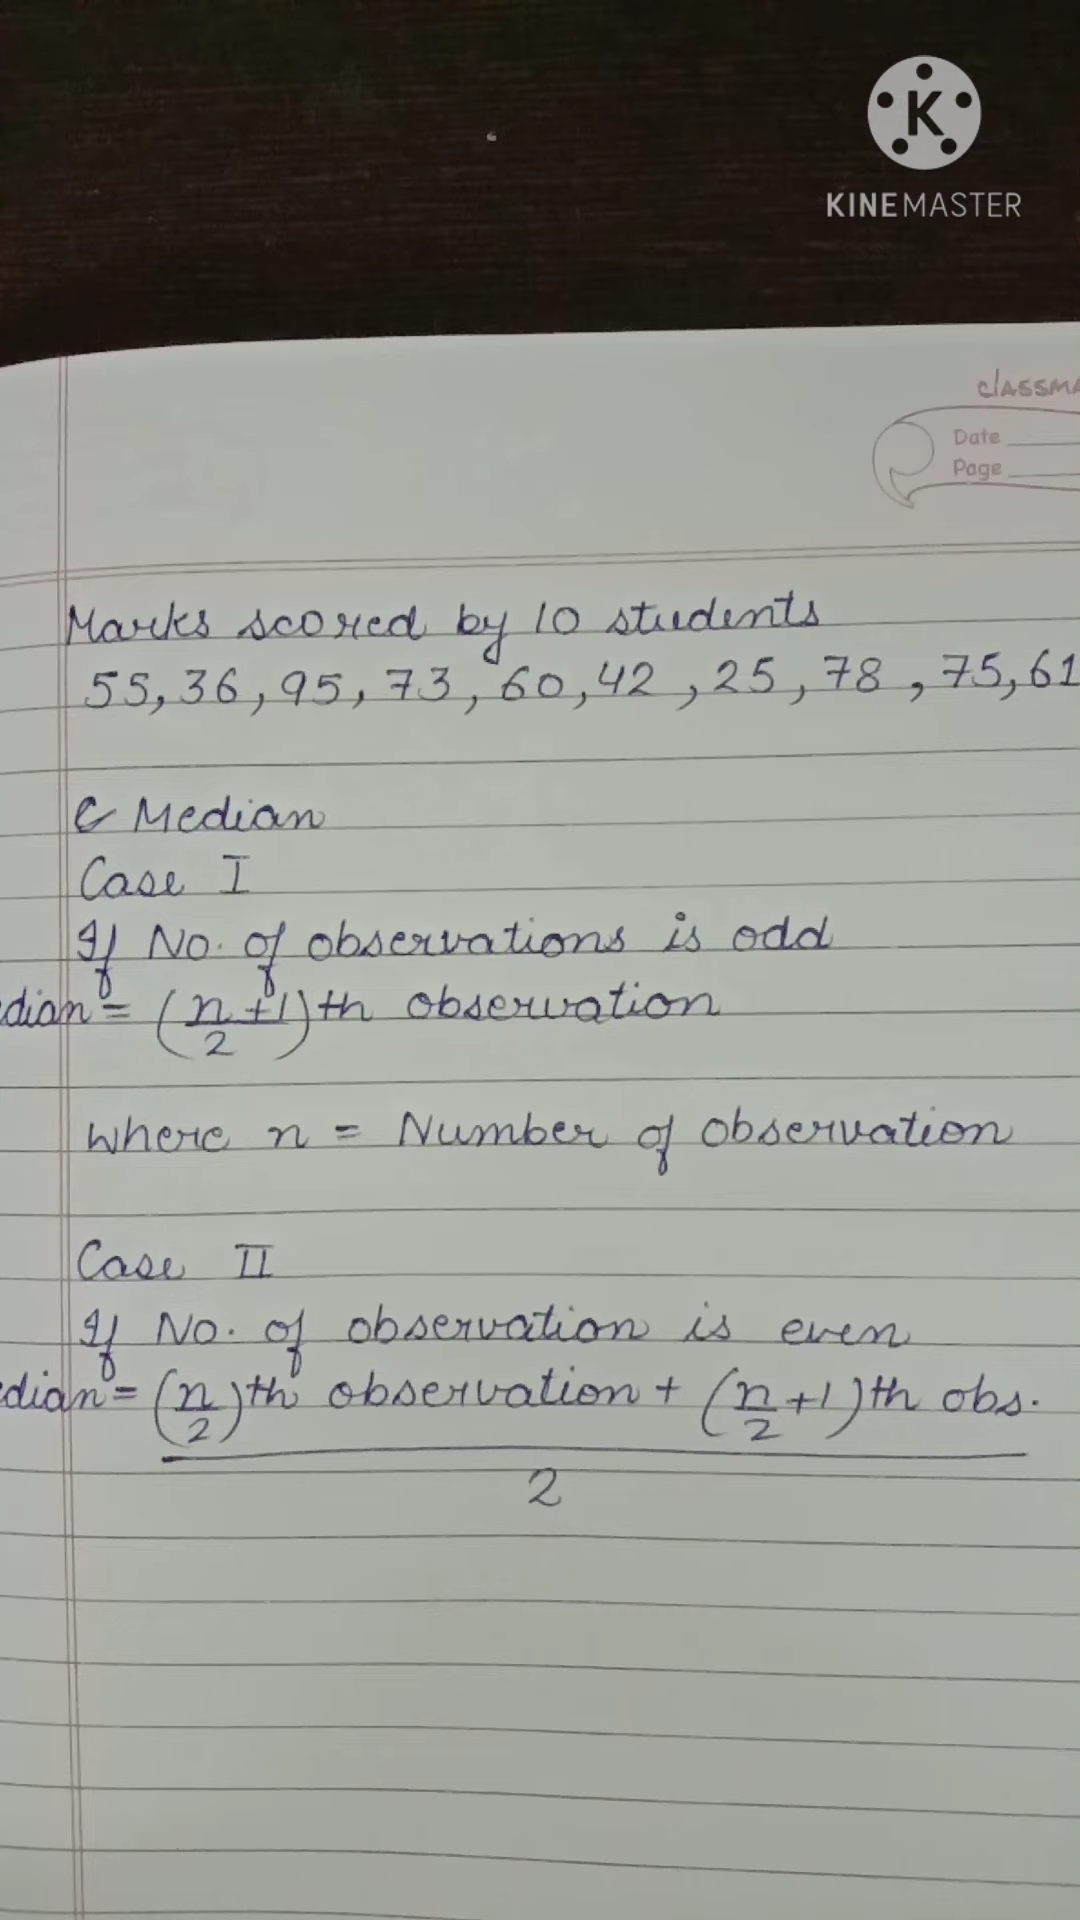 K
KINEMASTER
classma
Date
Page
Marks scored by 10 students
55, 36, 95, 73, 60, 42, 25, 78, 75, 61
Median
Case I
If No. of observations is odd
dian = (n+1/2)th observation
where n = Number of observation
Case II
If No. of observation is even
edian = (n/2)th observation + (n/2 + 1)th obs.
2